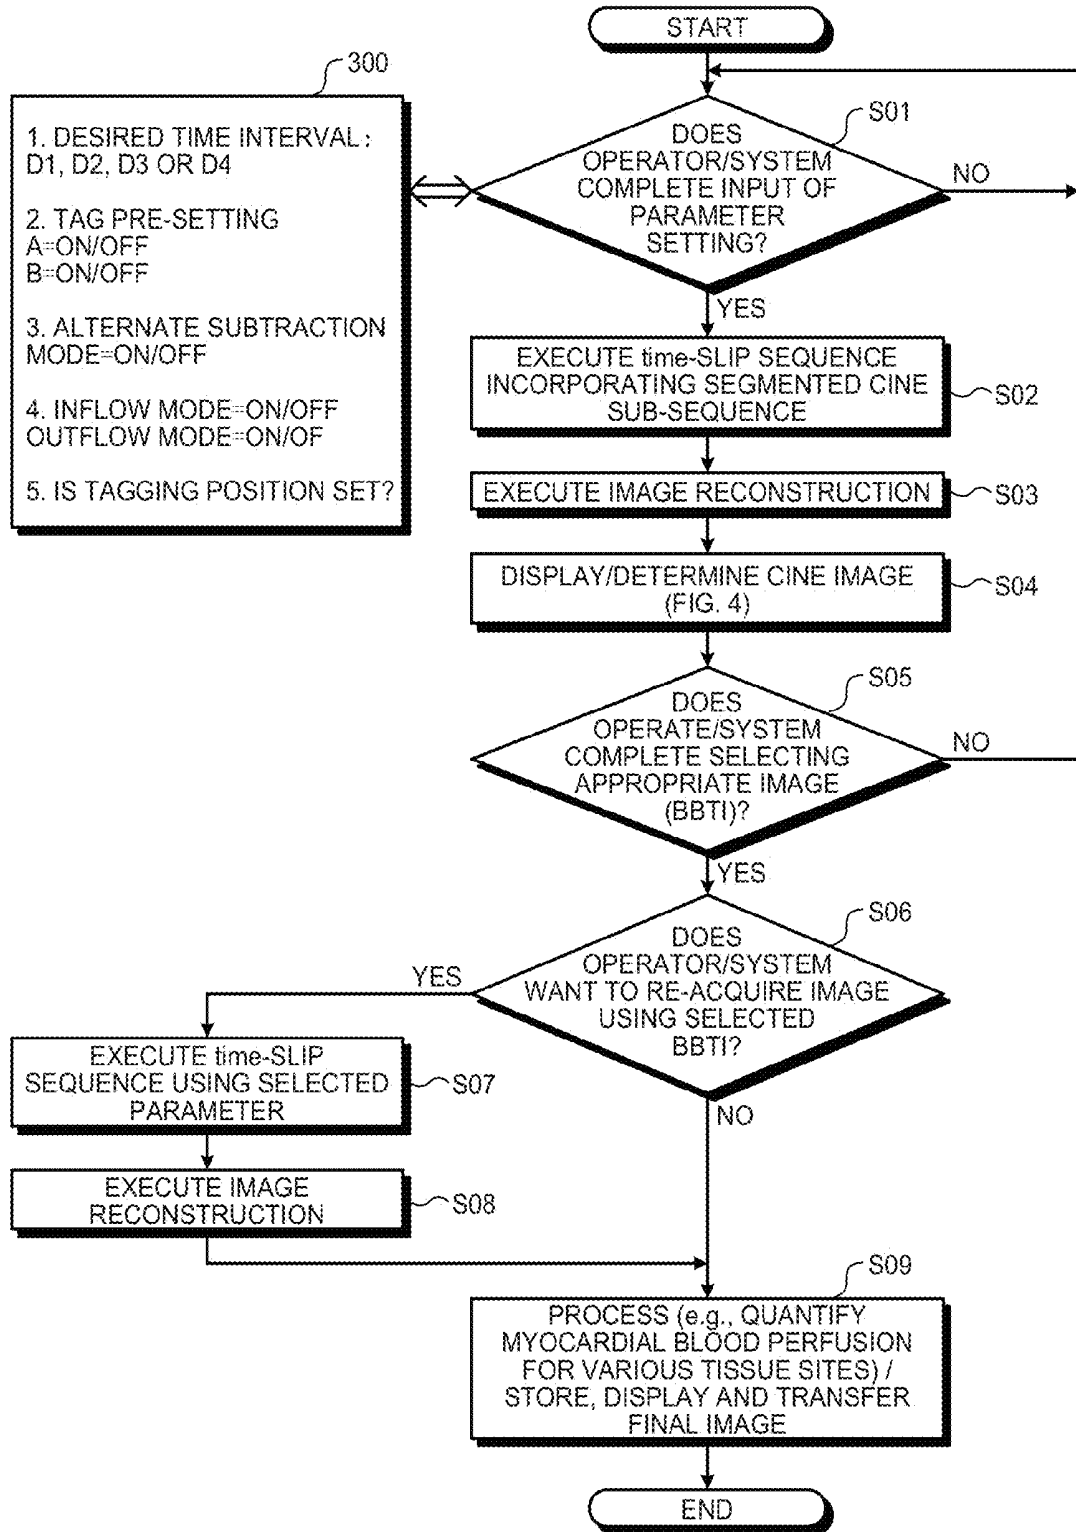 START
300
1. DESIRED TIME INTERVAL:
D1, D2, D3 OR D4
2. TAG PRE-SETTING
A=ON/OFF
B=ON/OFF
3. ALTERNATE SUBTRACTION
MODE=ON/OFF
4. INFLOW MODE=ON/OFF
OUTFLOW MODE=ON/OF
5. IS TAGGING POSITION SET?
S01
DOES
OPERATOR/SYSTEM
COMPLETE INPUT OF
PARAMETER
SETTING?
NO
YES
EXECUTE time-SLIP SEQUENCE
INCORPORATING SEGMENTED CINE
SUB-SEQUENCE
S02
EXECUTE IMAGE RECONSTRUCTION
S03
DISPLAY/DETERMINE CINE IMAGE
(FIG. 4)
S04
S05
DOES
OPERATE/SYSTEM
COMPLETE SELECTING
APPROPRIATE IMAGE
(BBTI)?
NO
YES
S06
DOES
OPERATOR/SYSTEM
WANT TO RE-ACQUIRE IMAGE
USING SELECTED
BBTI?
YES
NO
EXECUTE time-SLIP
SEQUENCE USING SELECTED
PARAMETER
S07
EXECUTE IMAGE
RECONSTRUCTION
S08
S09
PROCESS (e.g., QUANTIFY
MYOCARDIAL BLOOD PERFUSION
FOR VARIOUS TISSUE SITES) /
STORE, DISPLAY AND TRANSFER
FINAL IMAGE
END